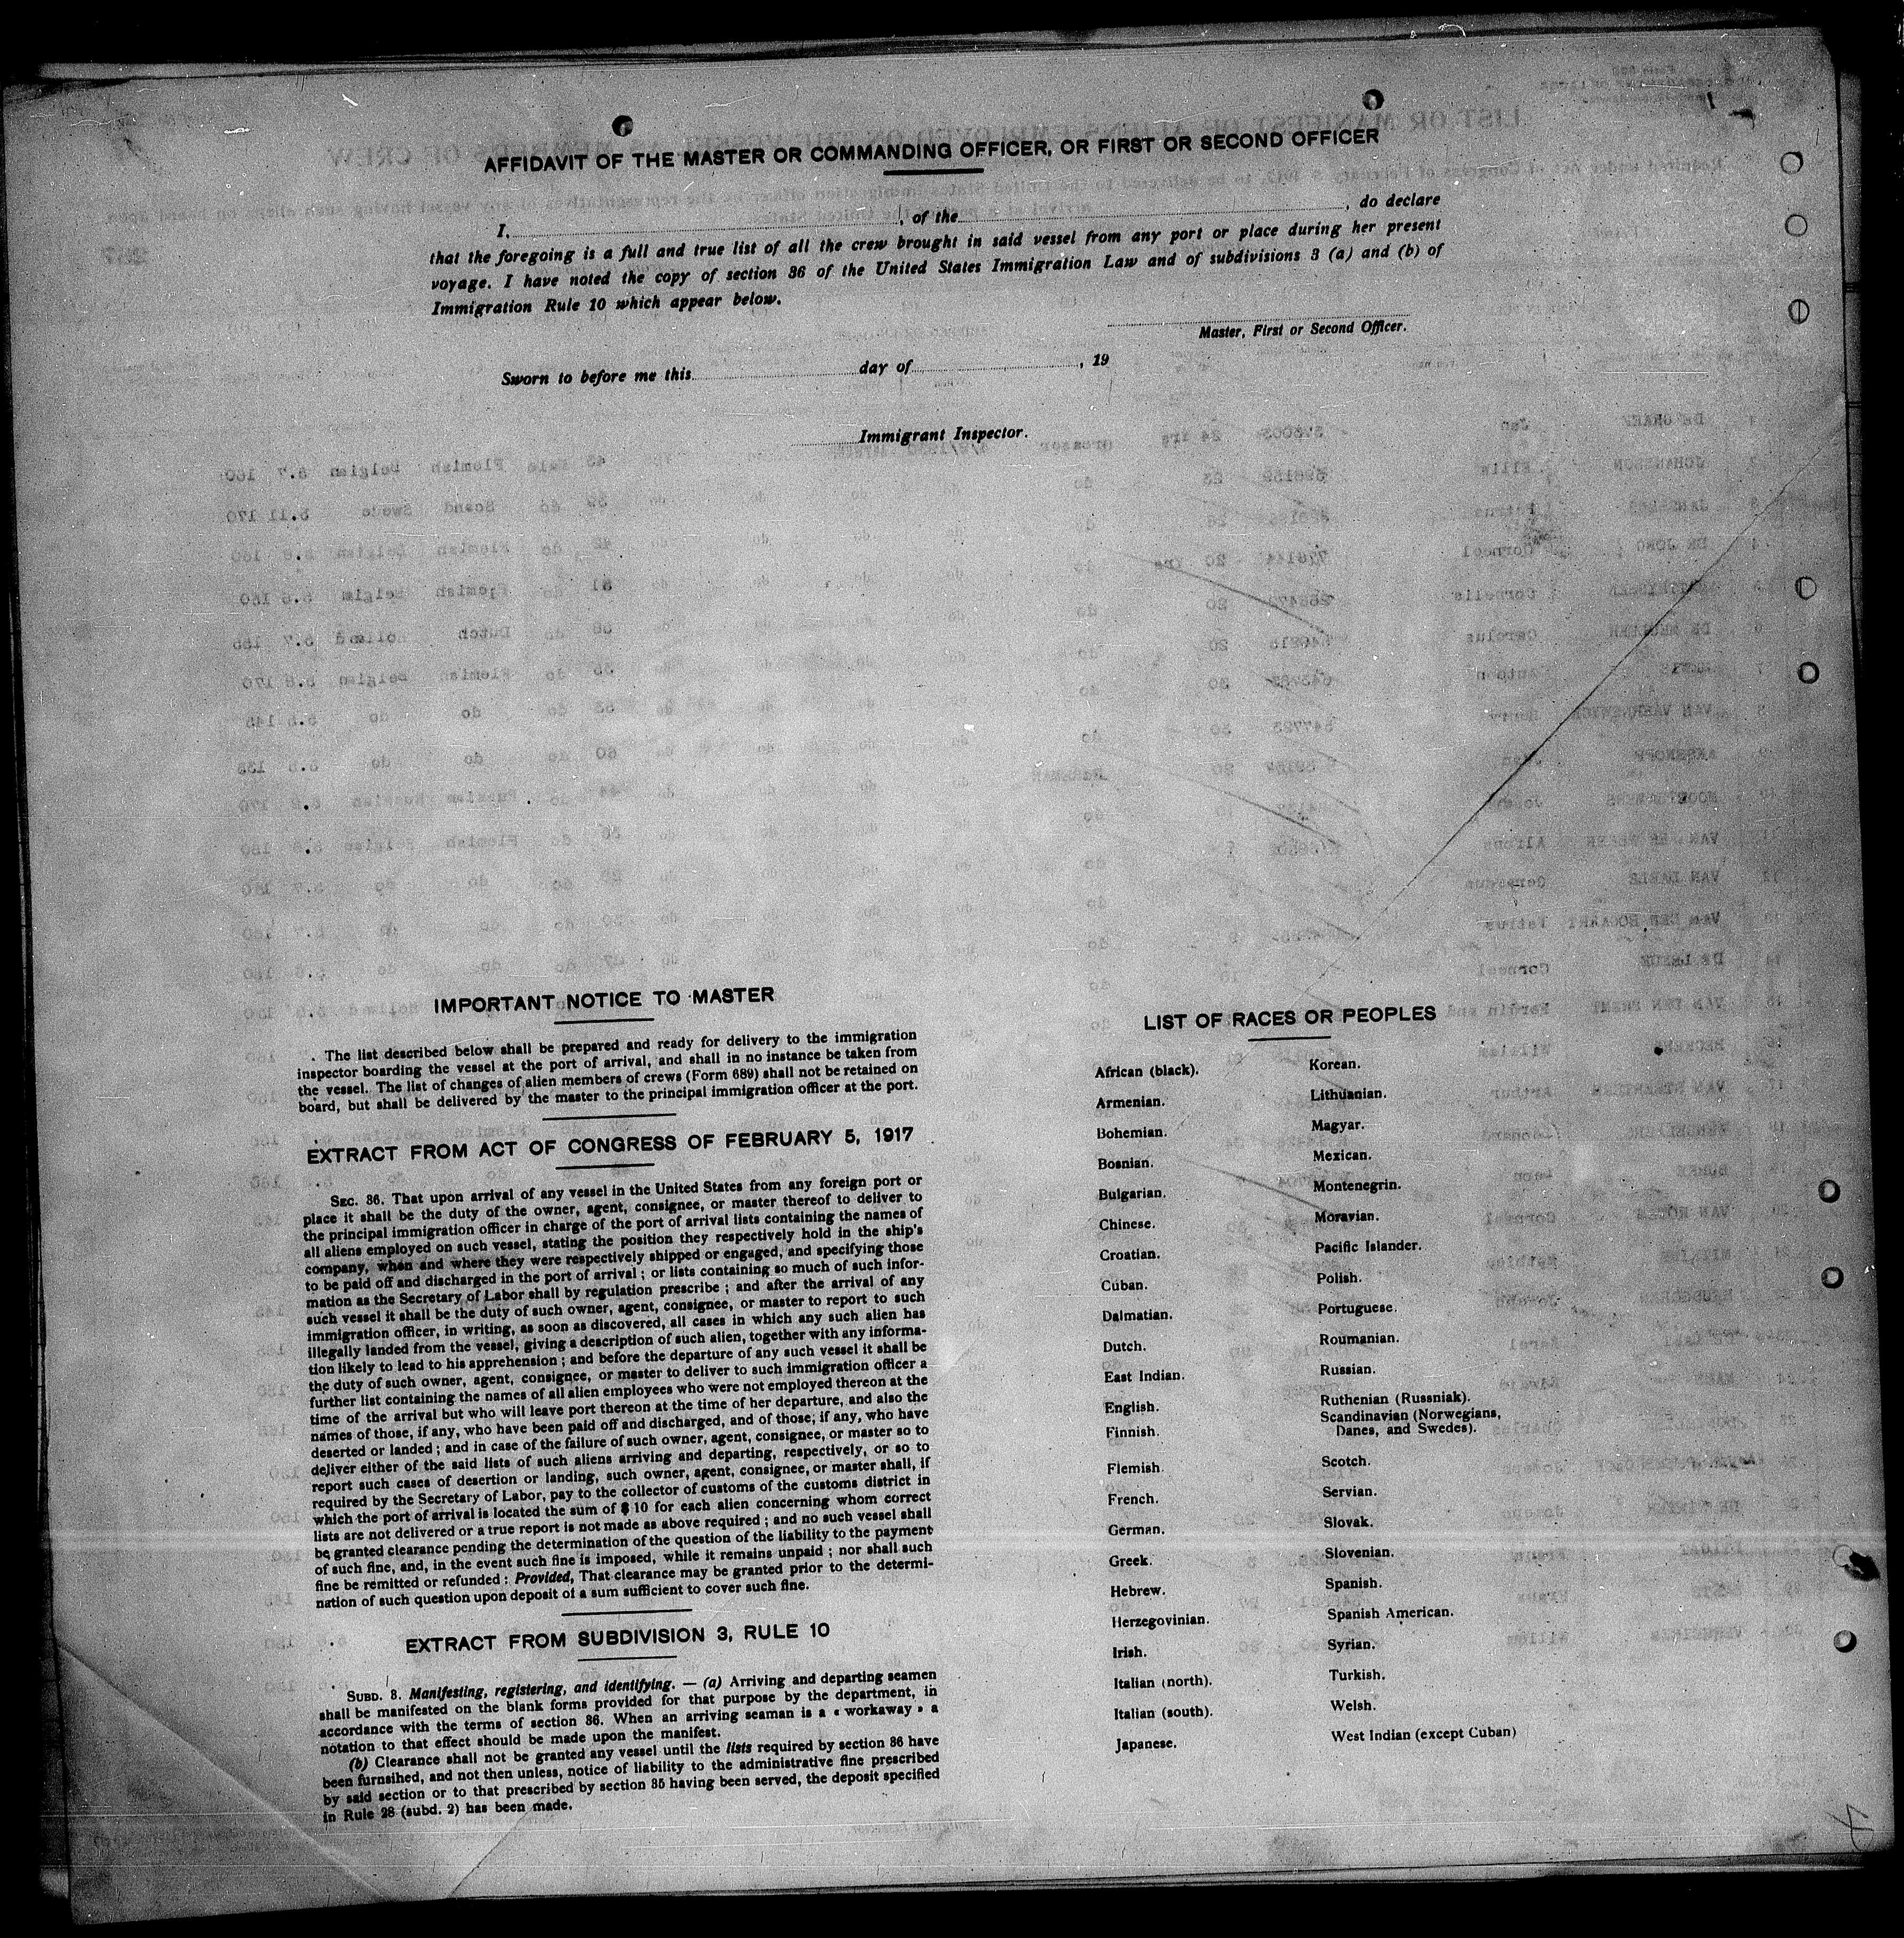 AFFIDAVIT OF THE MASTER OR COMMANDING OFFICER, OR FIRST OR SECOND OFFICER
I, , of the , do declare
that the foregoing is a full and true list of all the crew brought in said vessel from any port or place during her present
voyage. I have noted the copy of section 36 of the United States Immigration Law and of subdivisions 3 (a) and (b) of
Immigration Rule 10 which appear below.
Master, First or Second Officer.
Sworn to before me this day of , 19
Immigrant Inspector.
IMPORTANT NOTICE TO MASTER
The list described below shall be prepared and ready for delivery to the immigration
inspector boarding the vessel at the port of arrival, and shall in no instance be taken from
the vessel. The list of changes of alien members of crews (Form 689) shall not be retained on
board, but shall be delivered by the master to the principal immigration officer at the port.
EXTRACT FROM ACT OF CONGRESS OF FEBRUARY 5, 1917
SEC. 36. That upon arrival of any vessel in the United States from any foreign port or
place it shall be the duty of the owner, agent, consignee, or master thereof to deliver to
the principal immigration officer in charge of the port of arrival lists containing the names of
all aliens employed on such vessel, stating the position they respectively hold in the ship's
company, when and where they were respectively shipped or engaged, and specifying those
to be paid off and discharged in the port of arrival ; or lists containing so much of such infor-
mation as the Secretary of Labor shall by regulation prescribe ; and after the arrival of any
such vessel it shall be the duty of such owner, agent, consignee, or master to report to such
immigration officer, in writing, as soon as discovered, all cases in which any such alien has
illegally landed from the vessel, giving a description of such alien, together with any informa-
tion likely to lead to his apprehension ; and before the departure of any such vessel it shall be
the duty of such owner, agent, consignee, or master to deliver to such immigration officer a
further list containing the names of all alien employees who were not employed thereon at the
time of the arrival but who will leave port thereon at the time of her departure, and also the
names of those, if any, who have been paid off and discharged, and of those, if any, who have
deserted or landed ; and in case of the failure of such owner, agent, consignee, or master so to
deliver either of the said lists of such aliens arriving and departing, respectively, or so to
report such cases of desertion or landing, such owner, agent, consignee, or master shall, if
required by the Secretary of Labor, pay to the collector of customs of the customs district in
which the port of arrival is located the sum of $ 10 for each alien concerning whom correct
lists are not delivered or a true report is not made as above required ; and no such vessel shall
be granted clearance pending the determination of the question of the liability to the payment
of such fine, and, in the event such fine is imposed, while it remains unpaid ; nor shall such
fine be remitted or refunded : Provided, That clearance may be granted prior to the determi-
nation of such question upon deposit of a sum sufficient to cover such fine.
EXTRACT FROM SUBDIVISION 3, RULE 10
SUBD. 3. Manifesting, registering, and identifying. — (a) Arriving and departing seamen
shall be manifested on the blank forms provided for that purpose by the department, in
accordance with the terms of section 36. When an arriving seaman is a « workaway » a
notation to that effect should be made upon the manifest.
(b) Clearance shall not be granted any vessel until the lists required by section 36 have
been furnsihed, and not then unless, notice of liability to the administrative fine prescribed
by said section or to that prescribed by section 35 having been served, the deposit specified
in Rule 28 (subd. 2) has been made.
LIST OF RACES OR PEOPLES
African (black).
Armenian.
Bohemian.
Bosnian.
Bulgarian.
Chinese.
Croatian.
Cuban.
Dalmatian.
Dutch.
East Indian.
English.
Finnish.
Flemish.
French.
German.
Greek.
Hebrew.
Herzegovinian.
Irish.
Italian (north).
Italian (south).
Japanese.
Korean.
Lithuanian.
Magyar.
Mexican.
Montenegrin.
Moravian.
Pacific Islander.
Polish.
Portuguese.
Roumanian.
Russian.
Ruthenian (Russniak).
Scandinavian (Norwegians,
Danes, and Swedes).
Scotch.
Servian.
Slovak.
Slovenian.
Spanish.
Spanish American.
Syrian.
Turkish.
Welsh.
West Indian (except Cuban)